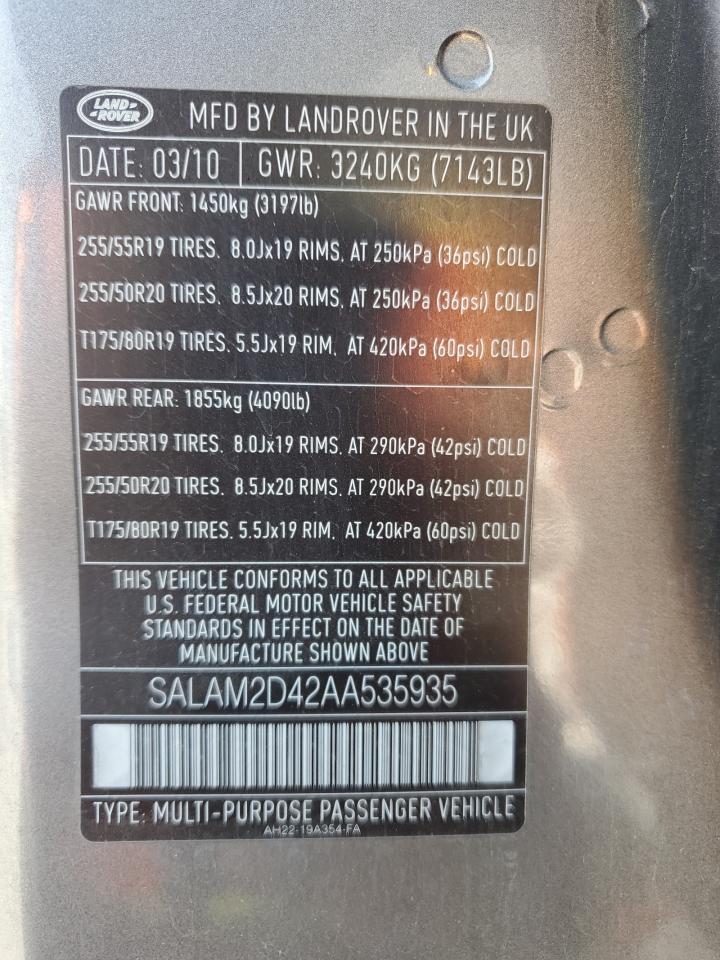 LAND-
-ROVER
MFD BY LANDROVER IN THE UK
DATE: 03/10 GWR: 3240KG (7143LB)
GAWR FRONT: 1450kg (3197lb)
255/55R19 TIRES. 8.0Jx19 RIMS. AT 250kPa (36psi) COLD
255/50R20 TIRES. 8.5Jx20 RIMS. AT 250kPa (36psi) COLD
T175/80R19 TIRES. 5.5Jx19 RIM. AT 420kPa (60psi) COLD
GAWR REAR: 1855kg (4090lb)
255/55R19 TIRES. 8.0Jx19 RIMS. AT 290kPa (42psi) COLD
255/50R20 TIRES. 8.5Jx20 RIMS. AT 290kPa (42psi) COLD
T175/80R19 TIRES. 5.5Jx19 RIM. AT 420kPa (60psi) COLD
THIS VEHICLE CONFORMS TO ALL APPLICABLE
U.S. FEDERAL MOTOR VEHICLE SAFETY
STANDARDS IN EFFECT ON THE DATE OF
MANUFACTURE SHOWN ABOVE
SALAM2D42AA535935
TYPE: MULTI-PURPOSE PASSENGER VEHICLE
AH22-19A354-FA